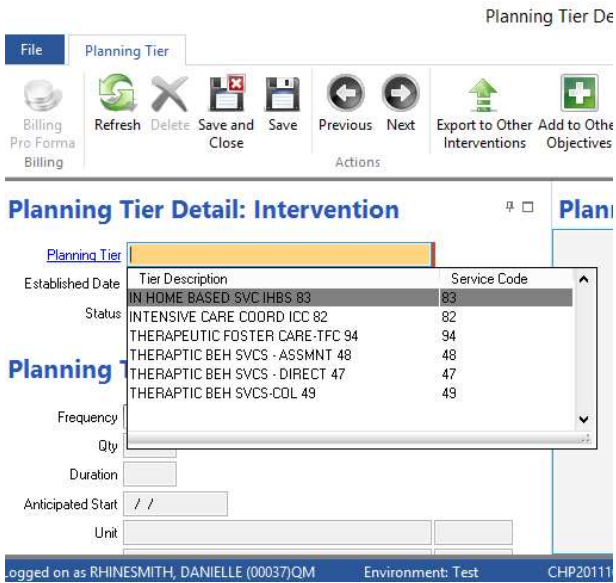 Planning Tier De
File Planning Tier
Billing Pro Forma Refresh Delete Save and Close Save Previous Next Export to Other Interventions Add to Othe Objectives
Billing Actions
Planning Tier Detail: Intervention Plann
Planning Tier
Established Date Tier Description Service Code
IN HOME BASED SVC IHBS 83 83
Status INTENSIVE CARE COORD ICC 82 82
THERAPEUTIC FOSTER CARE-TFC 94 94
THERAPTIC BEH SVCS - ASSMNT 48 48
Planning T THERAPTIC BEH SVCS - DIRECT 47 47
THERAPTIC BEH SVCS-COL 49 49
Frequency
Qty
Duration
Anticipated Start / /
Unit
Logged on as RHINESMITH, DANIELLE (00037)QM Environment: Test CHP20111